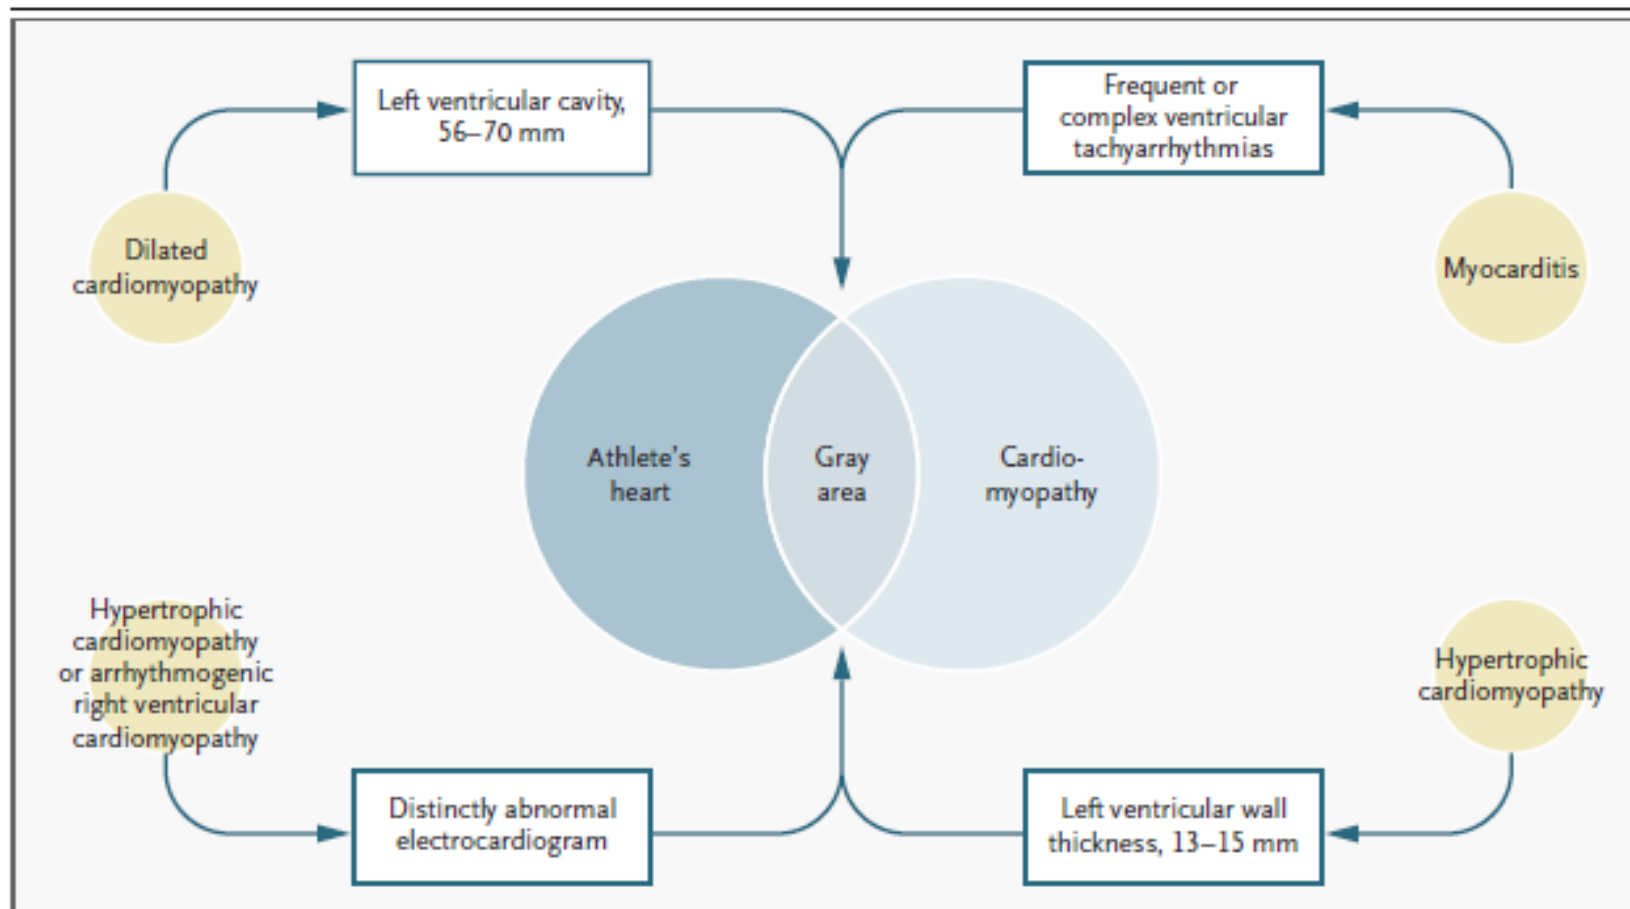 Left ventricular cavity,
56–70 mm
Frequent or
complex ventricular
tachyarrhythmias
Dilated
cardiomyopathy
Myocarditis
Athlete's
heart
Gray
area
Cardio-
myopathy
Hypertrophic
cardiomyopathy
or arrhythmogenic
right ventricular
cardiomyopathy
Hypertrophic
cardiomyopathy
Distinctly abnormal
electrocardiogram
Left ventricular wall
thickness, 13–15 mm